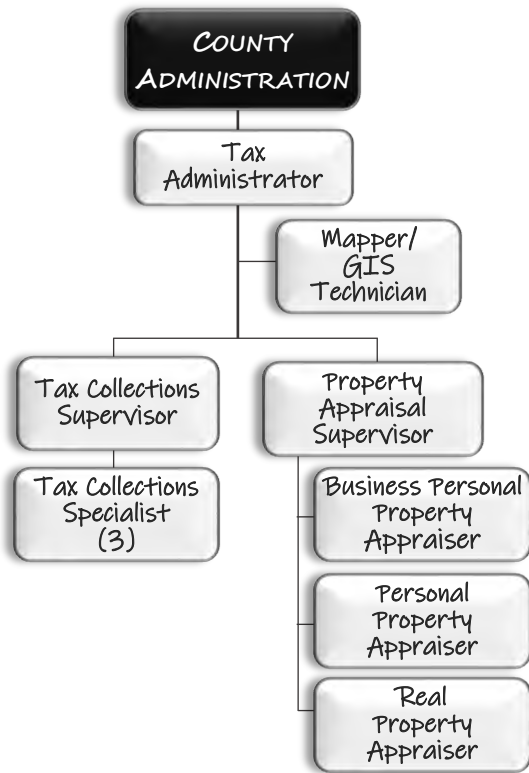 COUNTY
ADMINISTRATION
Tax
Administrator
Mapper/
GIS
Technician
Tax Collections
Supervisor
Property
Appraisal
Supervisor
Tax Collections
Specialist
(3)
Business Personal
Property
Appraiser
Personal
Property
Appraiser
Real
Property
Appraiser